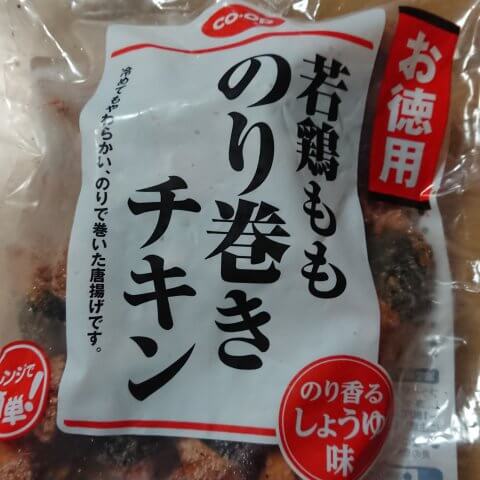 CO·OP
お徳用
若鶏もも
のり巻き
チキン
冷めてもやわらかい、のりで巻いた唐揚げです。
のり香る
しょうゆ
味
レンジで
簡単!